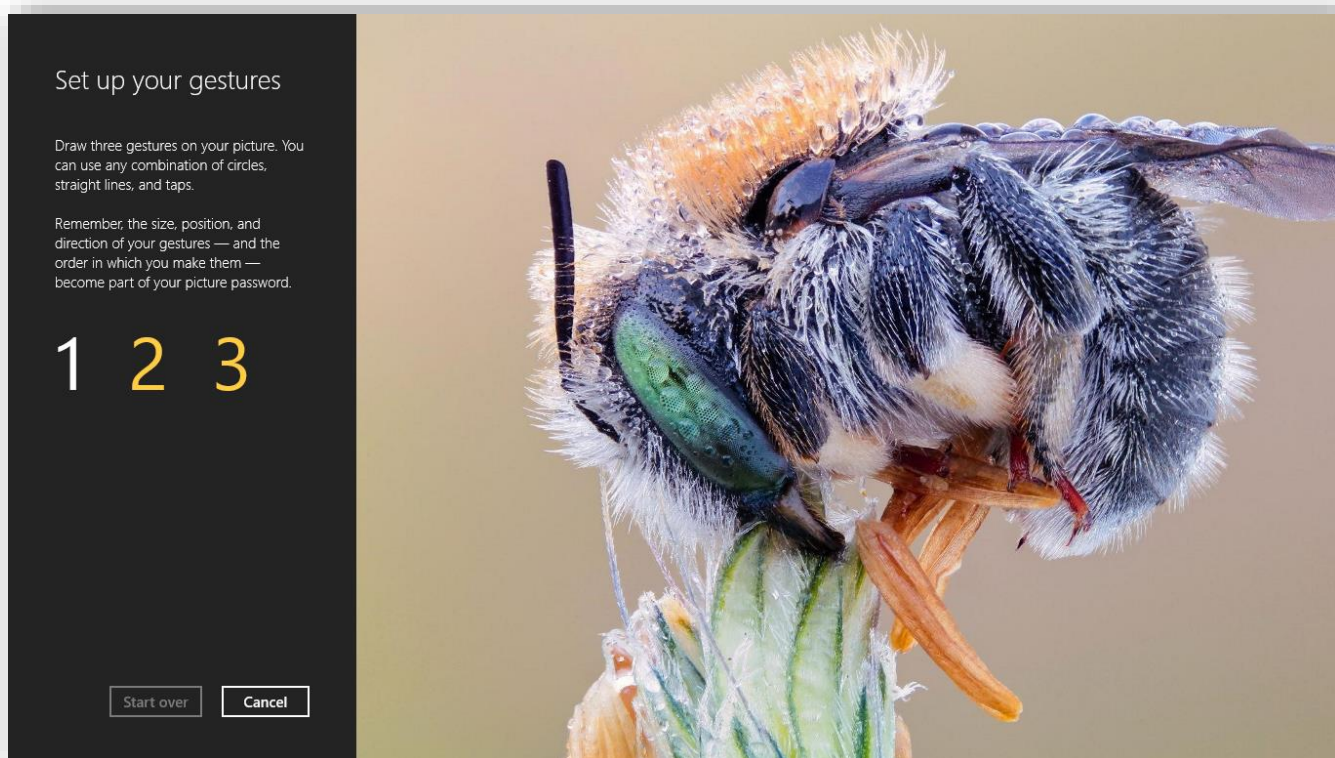 Set up your gestures
Draw three gestures on your picture. You
can use any combination of circles,
straight lines, and taps.
Remember, the size, position, and
direction of your gestures — and the
order in which you make them —
become part of your picture password.
1 2 3
Start over Cancel